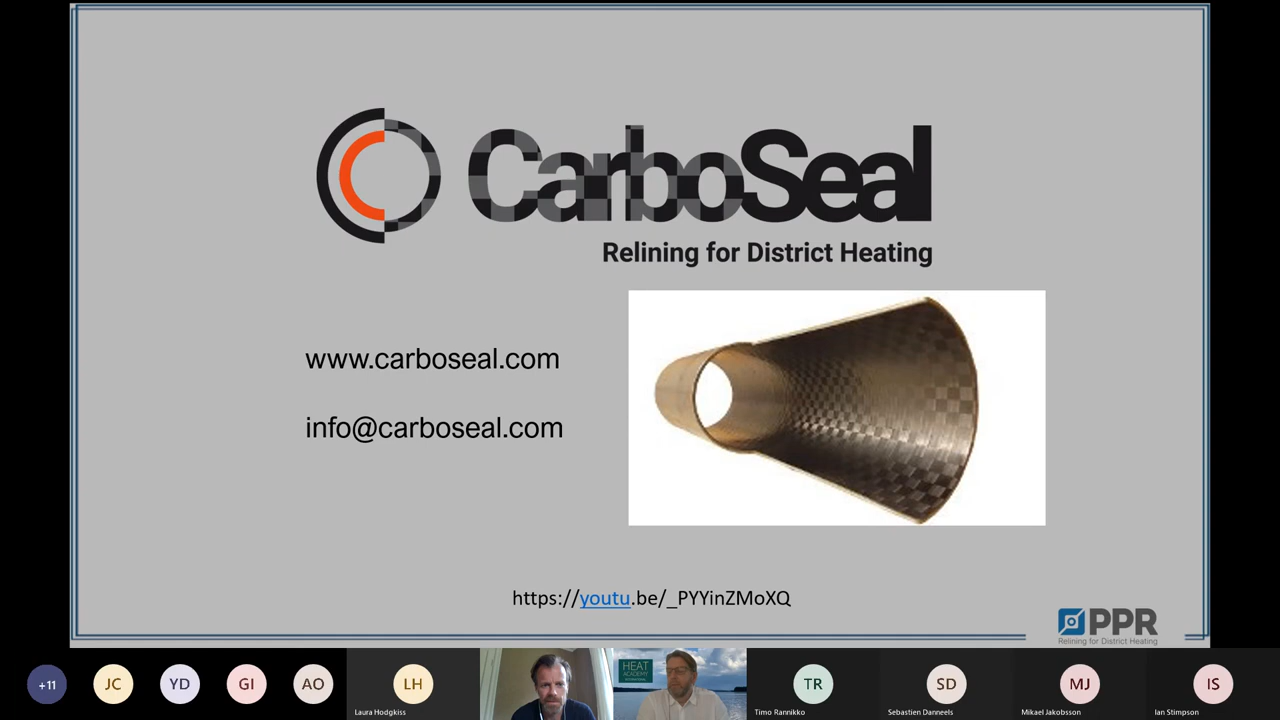 CarboSeal
Relining for District Heating
www.carboseal.com
info@carboseal.com
https://youtu.be/_PYYinZMoXQ
PPR
Relining for District Heating
+11
JC
YD
GI
AO
LH
Laura Hodgkiss
HEAT
ACADEMY
TR
Timo Rannikko
SD
Sebastien Danneels
MJ
Mikael Jakobsson
IS
Ian Stimpson